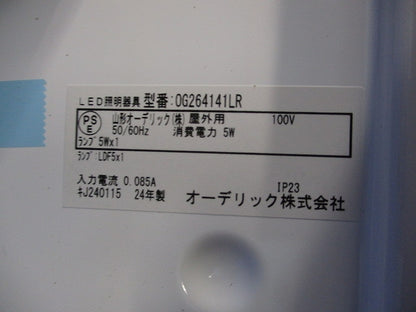 LED照明器具 型番:OG264141LR
PSE 山形オーデリック(株) 屋外用 100V
50/60Hz 消費電力 5W
ランプ 5W×1
ランプ:LDF5x1
入力電流 0.085A IP23
キJ240115 24年製 オーデリック株式会社